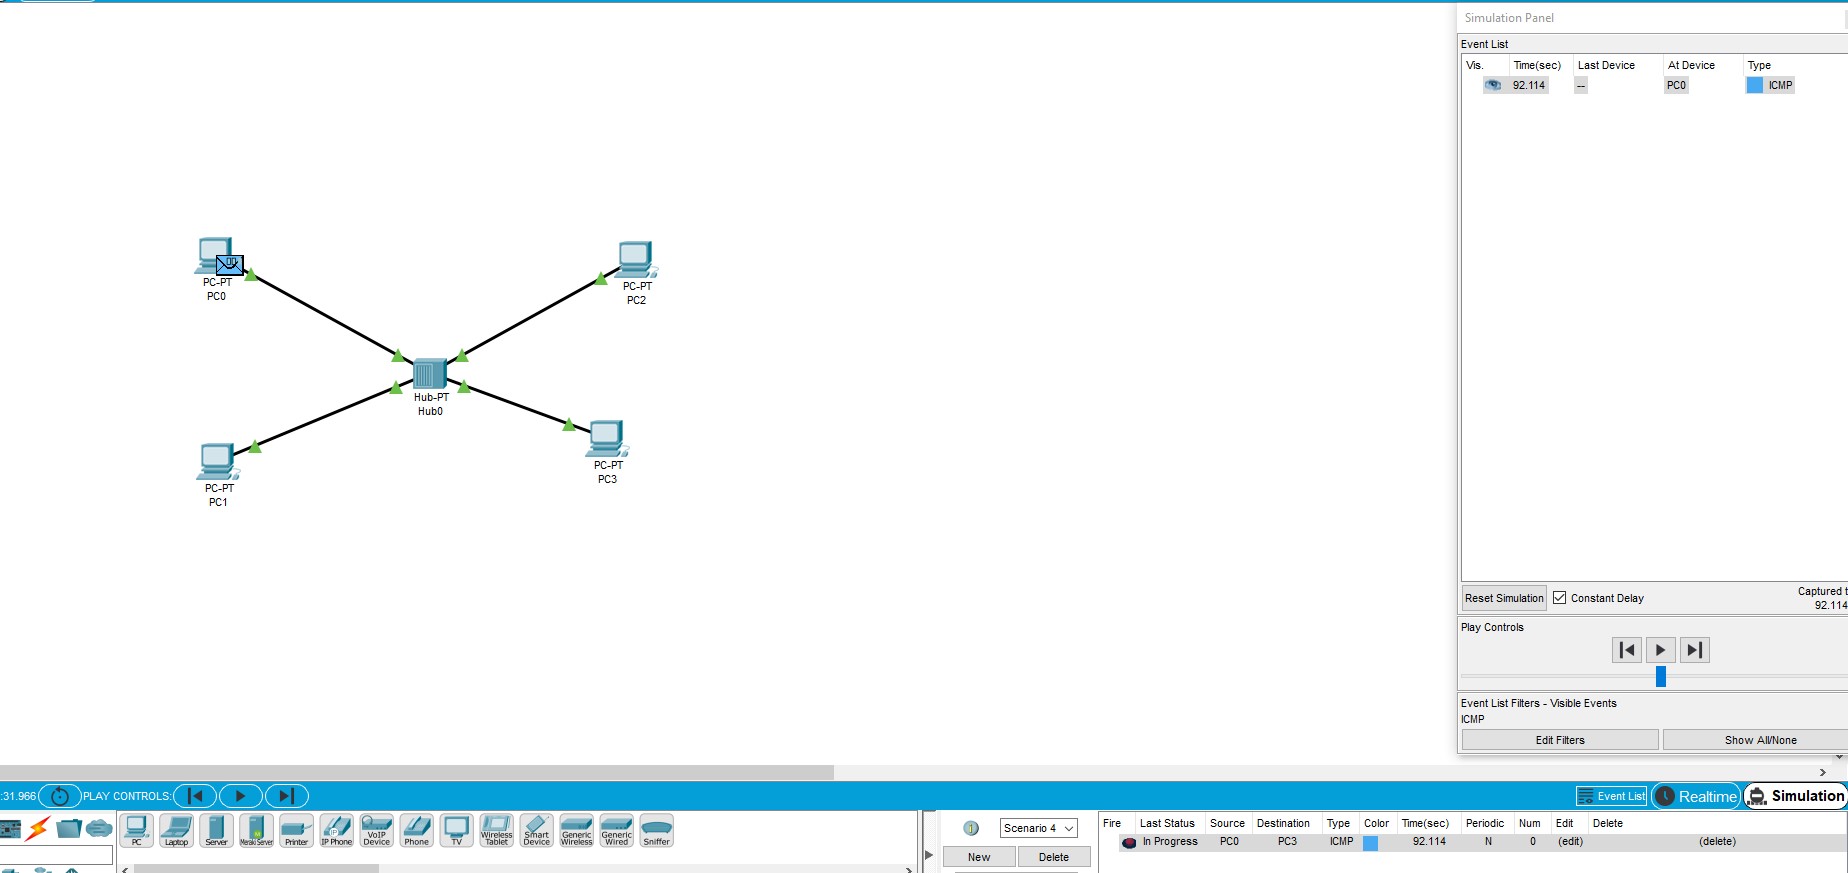 Simulation Panel
Event List
Vis. Time(sec) Last Device At Device Type
92.114 -- PC0 ICMP
PC-PT
PC0
PC-PT
PC2
Hub-PT
Hub0
PC-PT
PC3
PC-PT
PC1
Reset Simulation Constant Delay
Captured t
92.114
Play Controls
Event List Filters - Visible Events
ICMP
Edit Filters Show All/None
:31.966 PLAY CONTROLS: Event List Realtime Simulation
PC Laptop Server Meraki Server Printer IP Phone VoIP Device Phone TV Wireless Tablet Smart Device Generic Wireless Generic Wired Sniffer
Scenario 4
New Delete
Fire Last Status Source Destination Type Color Time(sec) Periodic Num Edit Delete
In Progress PC0 PC3 ICMP 92.114 N 0 (edit) (delete)